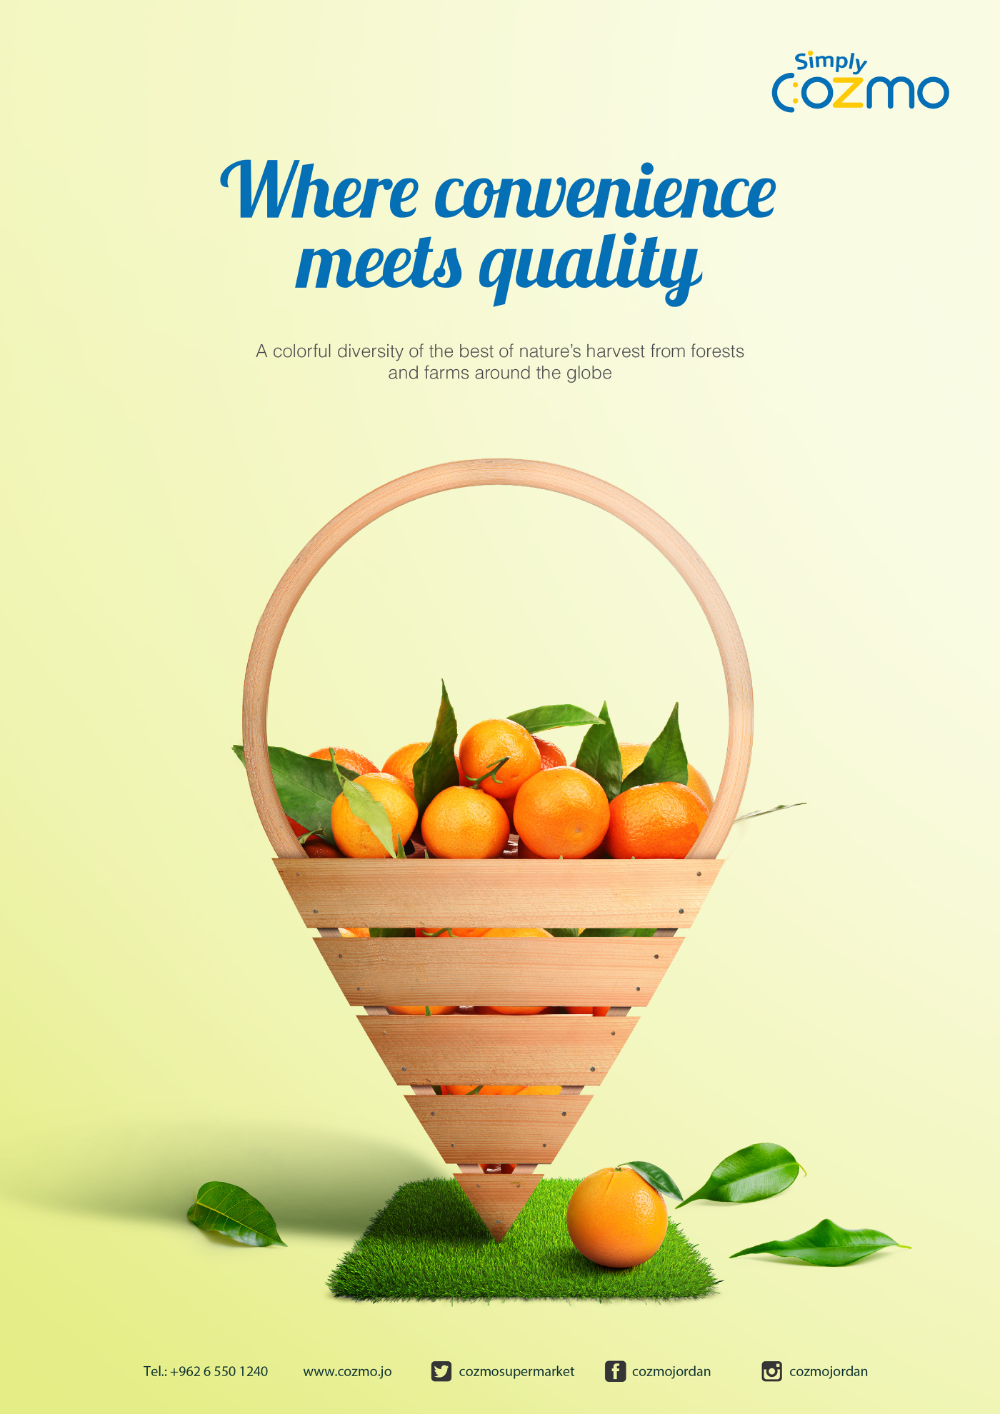 Simply
cozmo
Where convenience
meets quality
A colorful diversity of the best of nature's harvest from forests
and farms around the globe
Tel.: +962 6 550 1240 www.cozmo.jo cozmosupermarket cozmojordan cozmojordan